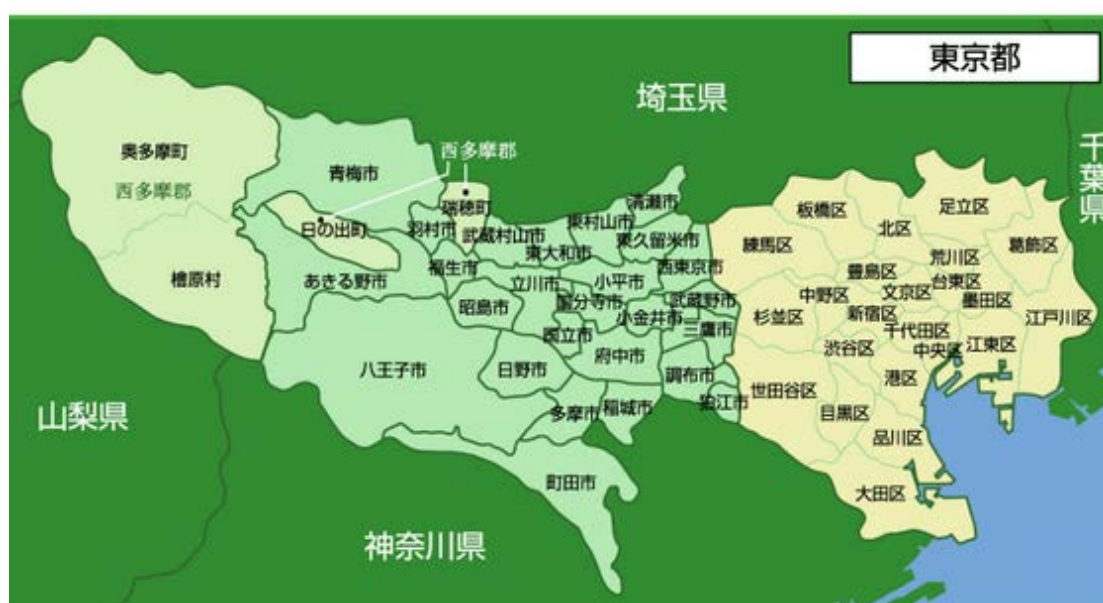 東京都
埼玉県
千葉県
奥多摩町
西多摩郡
檜原村
青梅市
西多摩郡
瑞穂町
日の出町
羽村市
武蔵村山市
東村山市
清瀬市
東大和市
東久留米市
あきる野市
福生市
立川市
小平市
西東京市
昭島市
国分寺市
武蔵野市
小金井市
三鷹市
国立市
八王子市
日野市
府中市
調布市
多摩市
稲城市
狛江市
町田市
板橋区
足立区
北区
練馬区
葛飾区
荒川区
豊島区
台東区
中野区
文京区
墨田区
杉並区
新宿区
江戸川区
千代田区
渋谷区
中央区
江東区
世田谷区
港区
目黒区
品川区
大田区
山梨県
神奈川県